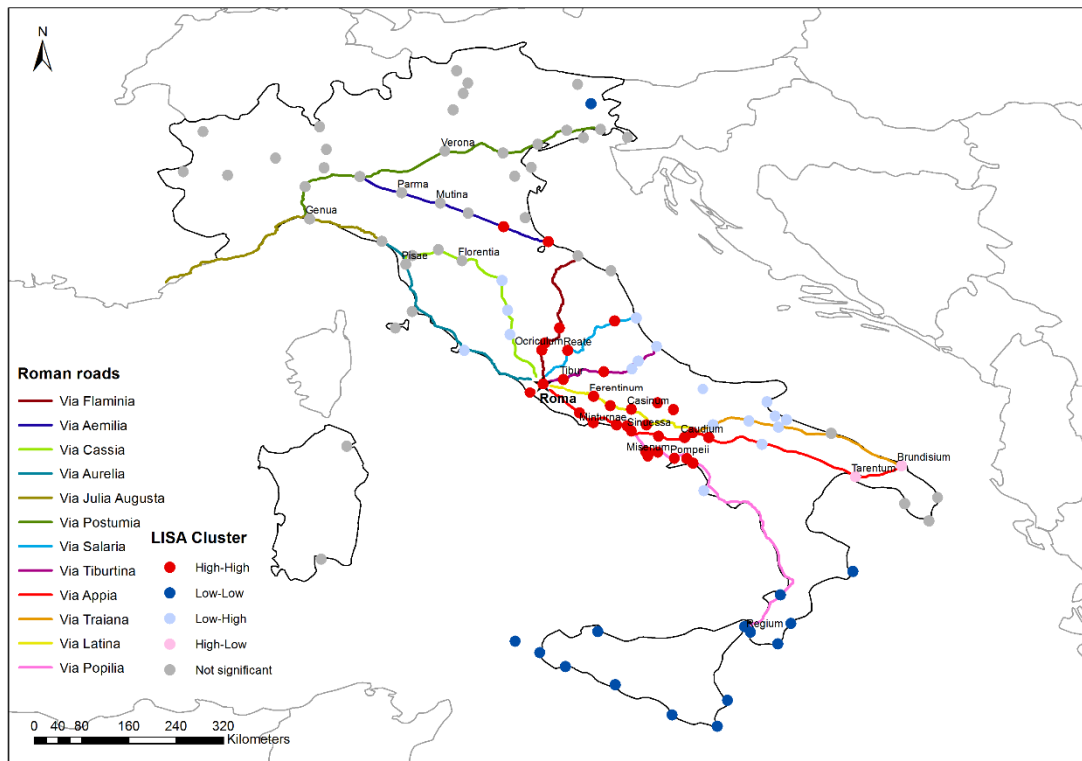 N
Verona
Parma
Mutina
Genua
Pisae
Florentia
Ocriculum
Reate
Tibur
Roma
Ferentinum
Casinum
Minturnae
Sinuessa
Caudium
Misenum
Pompeii
Brundisium
Tarentum
Regium
Roman roads
Via Flaminia
Via Aemilia
Via Cassia
Via Aurelia
Via Julia Augusta
Via Postumia
Via Salaria
Via Tiburtina
Via Appia
Via Traiana
Via Latina
Via Popilia
LISA Cluster
High-High
Low-Low
Low-High
High-Low
Not significant
0 40 80 160 240 320
Kilometers